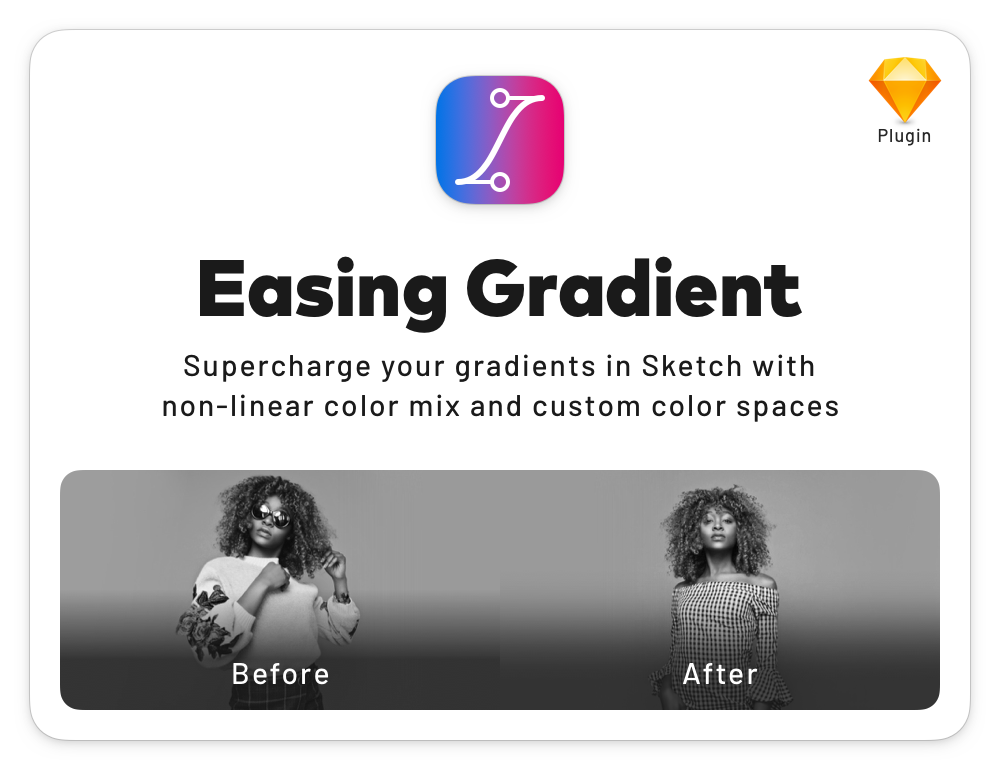 Plugin
Easing Gradient
Supercharge your gradients in Sketch with
non-linear color mix and custom color spaces
Before
After